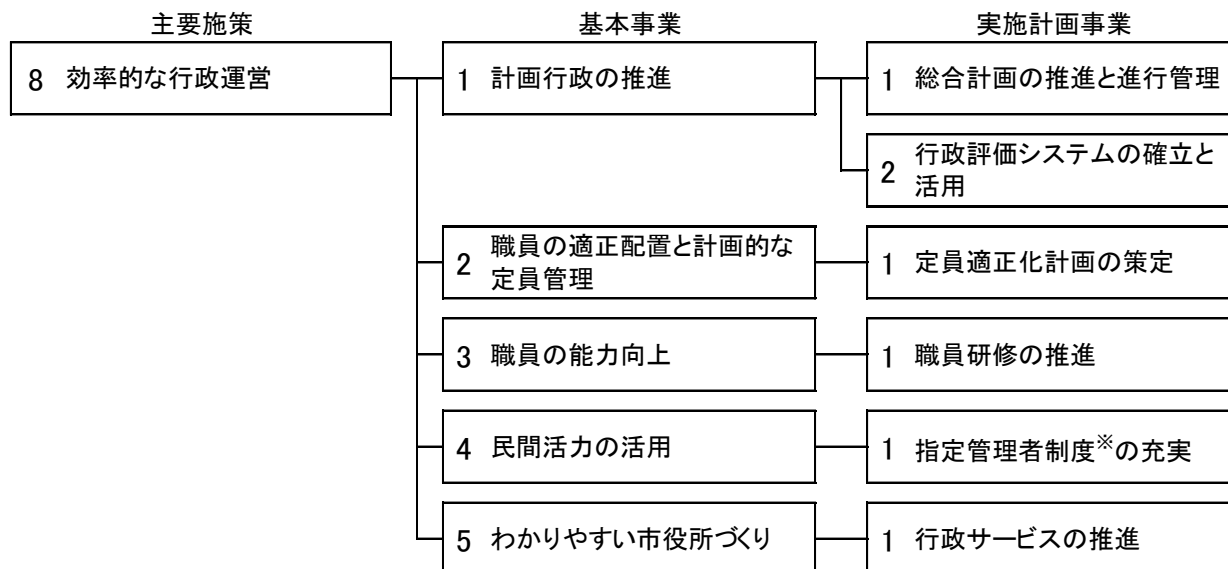 主要施策 基本事業 実施計画事業
8 効率的な行政運営 1 計画行政の推進 1 総合計画の推進と進行管理
2 行政評価システムの確立と
活用
2 職員の適正配置と計画的な
定員管理
1 定員適正化計画の策定
3 職員の能力向上 1 職員研修の推進
4 民間活力の活用 1 指定管理者制度※の充実
5 わかりやすい市役所づくり 1 行政サービスの推進